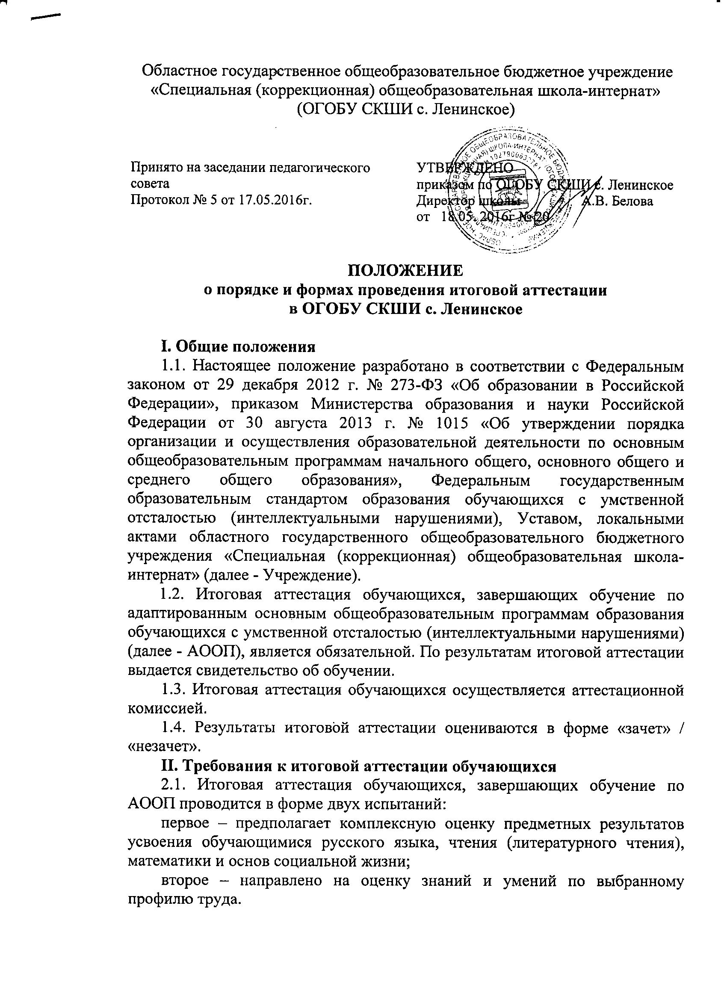 Областное государственное общеобразовательное бюджетное учреждение
«Специальная (коррекционная) общеобразовательная школа-интернат»
(ОГОБУ СКШИ с. Ленинское)
Принято на заседании педагогического
совета
Протокол № 5 от 17.05.2016г.
УТВЕРЖДЕНО
приказом по ОГОБУ СКШИ с. Ленинское
Директор школы А.В. Белова
от 18.05. 2016г № 20
ПОЛОЖЕНИЕ
о порядке и формах проведения итоговой аттестации
в ОГОБУ СКШИ с. Ленинское
I. Общие положения
1.1. Настоящее положение разработано в соответствии с Федеральным
законом от 29 декабря 2012 г. № 273-ФЗ «Об образовании в Российской
Федерации», приказом Министерства образования и науки Российской
Федерации от 30 августа 2013 г. № 1015 «Об утверждении порядка
организации и осуществления образовательной деятельности по основным
общеобразовательным программам начального общего, основного общего и
среднего общего образования», Федеральным государственным
образовательным стандартом образования обучающихся с умственной
отсталостью (интеллектуальными нарушениями), Уставом, локальными
актами областного государственного общеобразовательного бюджетного
учреждения «Специальная (коррекционная) общеобразовательная школа-
интернат» (далее - Учреждение).
1.2. Итоговая аттестация обучающихся, завершающих обучение по
адаптированным основным общеобразовательным программам образования
обучающихся с умственной отсталостью (интеллектуальными нарушениями)
(далее - АООП), является обязательной. По результатам итоговой аттестации
выдается свидетельство об обучении.
1.3. Итоговая аттестация обучающихся осуществляется аттестационной
комиссией.
1.4. Результаты итоговой аттестации оцениваются в форме «зачет» /
«незачет».
II. Требования к итоговой аттестации обучающихся
2.1. Итоговая аттестация обучающихся, завершающих обучение по
АООП проводится в форме двух испытаний:
первое – предполагает комплексную оценку предметных результатов
усвоения обучающимися русского языка, чтения (литературного чтения),
математики и основ социальной жизни;
второе – направлено на оценку знаний и умений по выбранному
профилю труда.